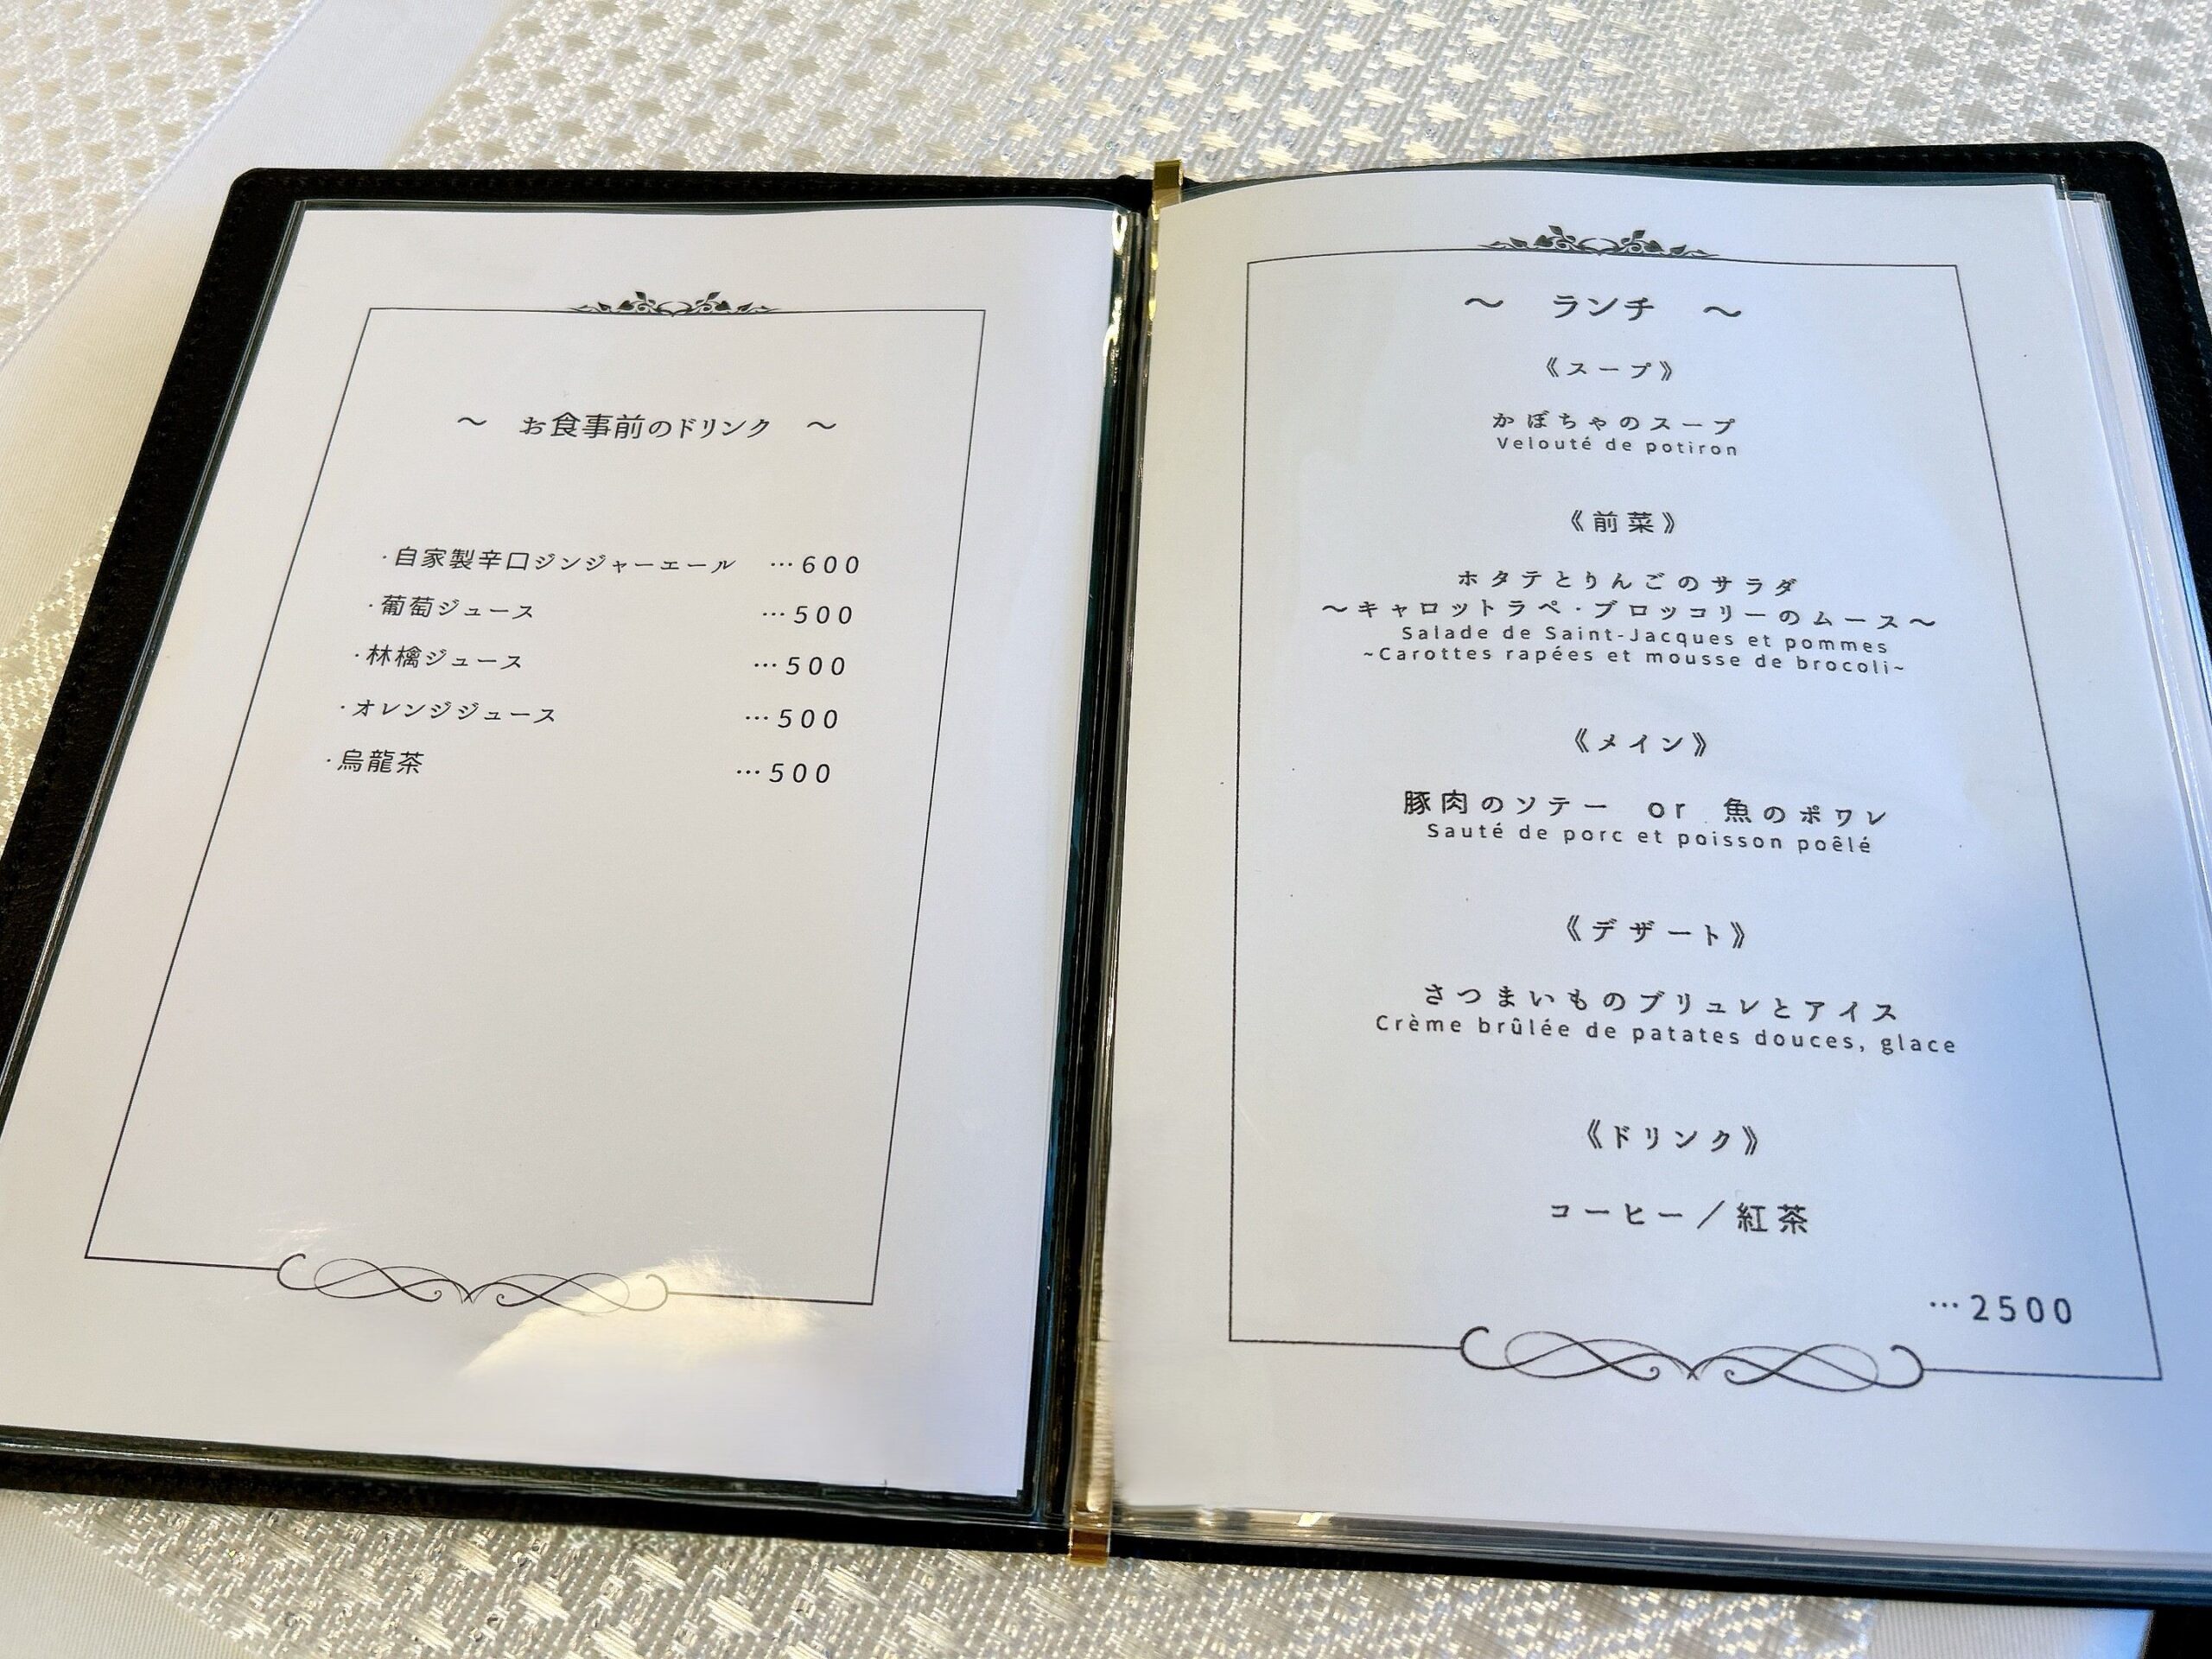 ～ お食事前のドリンク ～
・自家製辛口ジンジャーエール …600
・葡萄ジュース …500
・林檎ジュース …500
・オレンジジュース …500
・烏龍茶 …500
～ ランチ ～
《スープ》
かぼちゃのスープ
Velouté de potiron
《前菜》
ホタテとりんごのサラダ
～キャロットラペ・ブロッコリーのムース～
Salade de Saint-Jacques et pommes
~Carottes rapées et mousse de brocoli~
《メイン》
豚肉のソテー or 魚のポワレ
Sauté de porc et poisson poêlé
《デザート》
さつまいものブリュレとアイス
Crème brûlée de patates douces, glace
《ドリンク》
コーヒー／紅茶
…2500